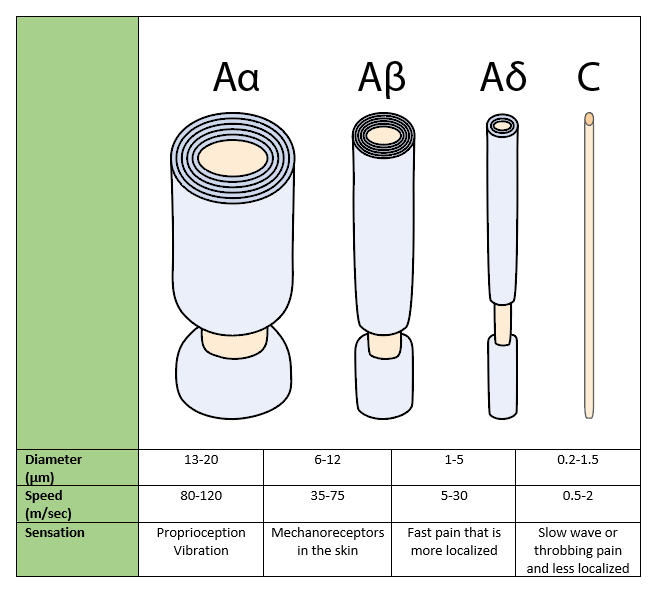 Aα Aβ Aδ C
Diameter
(μm)
13-20
6-12
1-5
0.2-1.5
Speed
(m/sec)
80-120
35-75
5-30
0.5-2
Sensation
Proprioception
Vibration
Mechanoreceptors
in the skin
Fast pain that is
more localized
Slow wave or
throbbing pain
and less localized